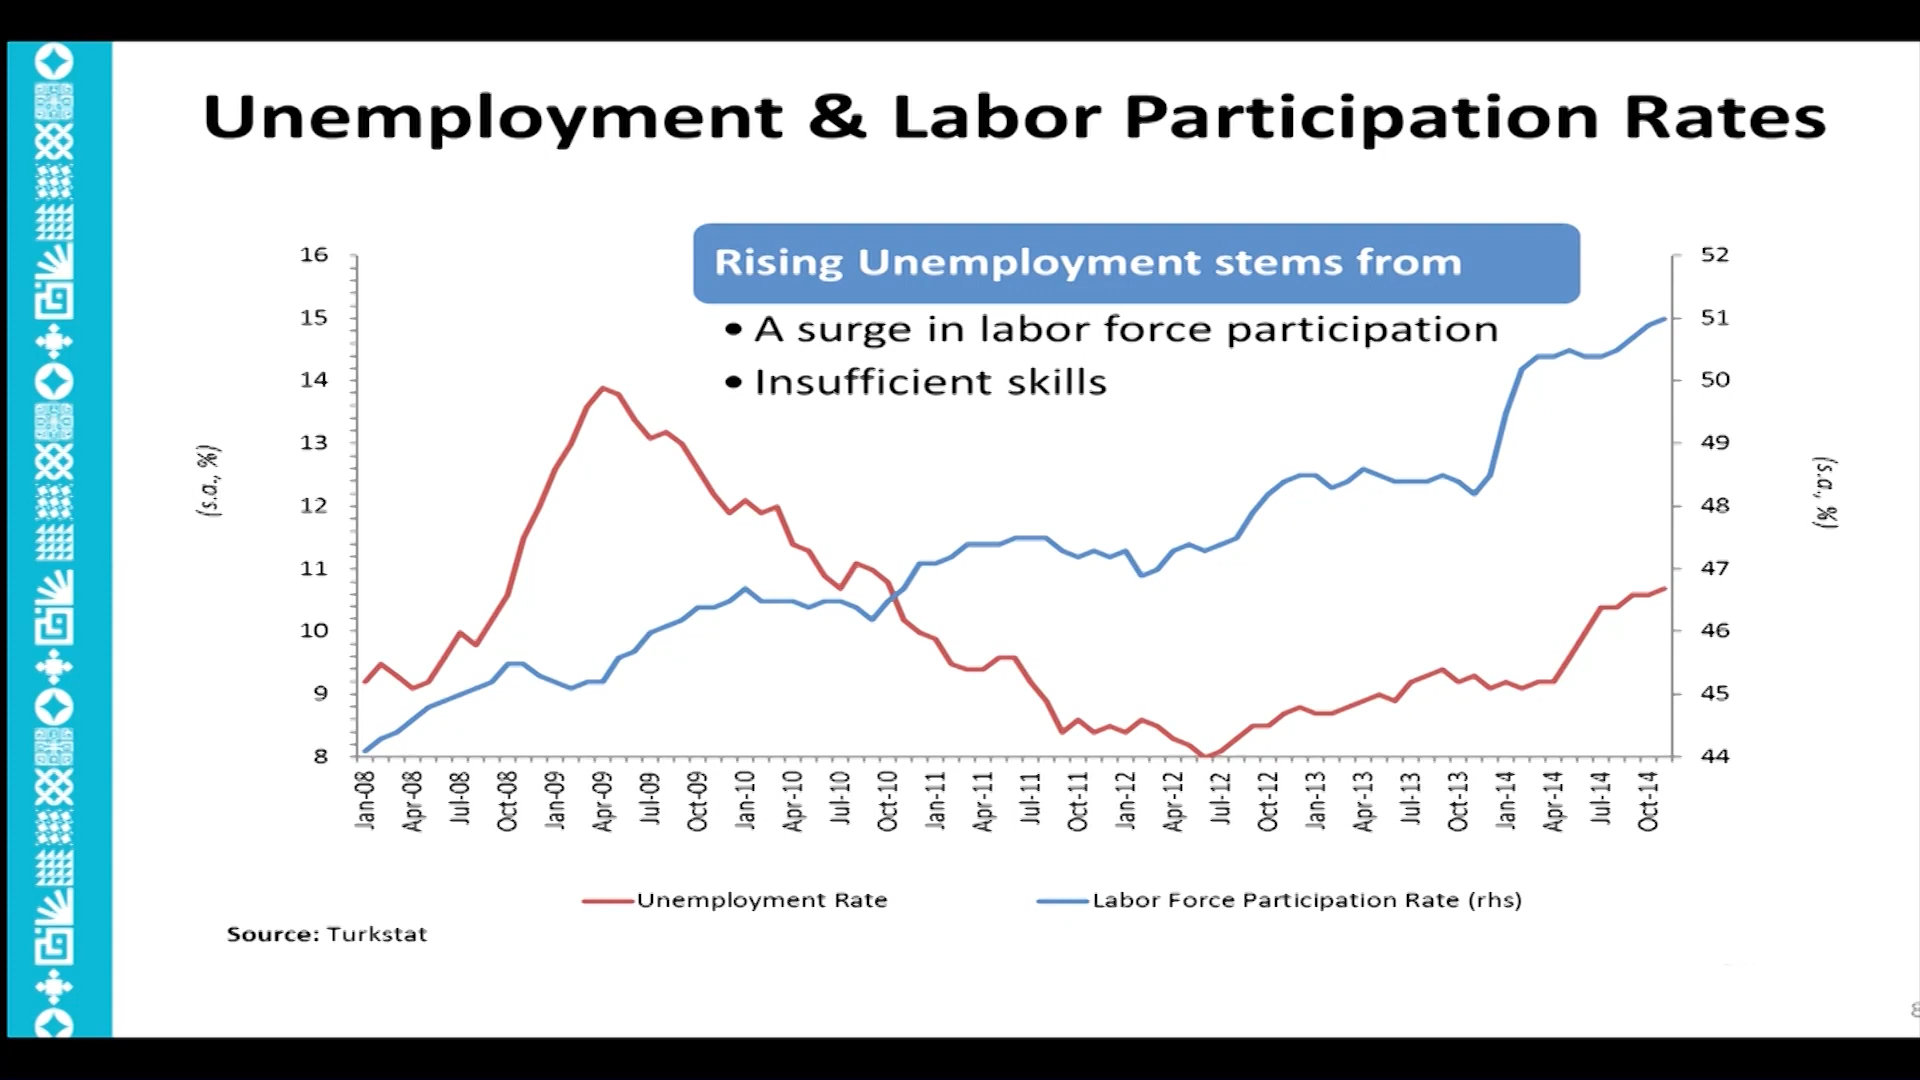 Unemployment & Labor Participation Rates
Rising Unemployment stems from
• A surge in labor force participation
• Insufficient skills
16
15
14
13
12
11
10
9
8
(s.a., %)
52
51
50
49
48
47
46
45
44
(s.a., %)
Jan-08
Apr-08
Jul-08
Oct-08
Jan-09
Apr-09
Jul-09
Oct-09
Jan-10
Apr-10
Jul-10
Oct-10
Jan-11
Apr-11
Jul-11
Oct-11
Jan-12
Apr-12
Jul-12
Oct-12
Jan-13
Apr-13
Jul-13
Oct-13
Jan-14
Apr-14
Jul-14
Oct-14
Unemployment Rate
Labor Force Participation Rate (rhs)
Source: Turkstat